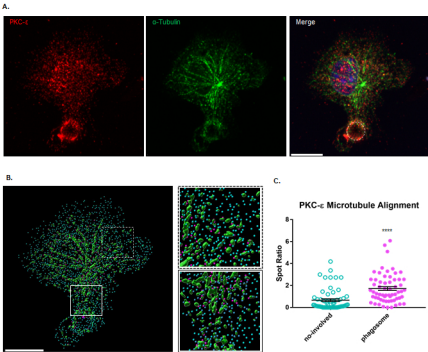 A.
PKC-ε
α-Tubulin
Merge
B.
C.
PKC-ε Microtubule Alignment
****
Spot Ratio
8
6
4
2
0
no-involved
phagosome